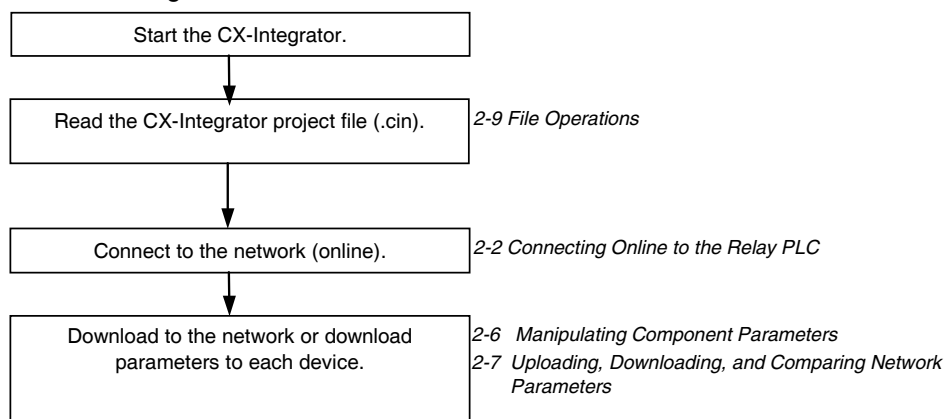 Start the CX-Integrator.
Read the CX-Integrator project file (.cin).
2-9 File Operations
Connect to the network (online).
2-2 Connecting Online to the Relay PLC
Download to the network or download
parameters to each device.
2-6 Manipulating Component Parameters
2-7 Uploading, Downloading, and Comparing Network
Parameters